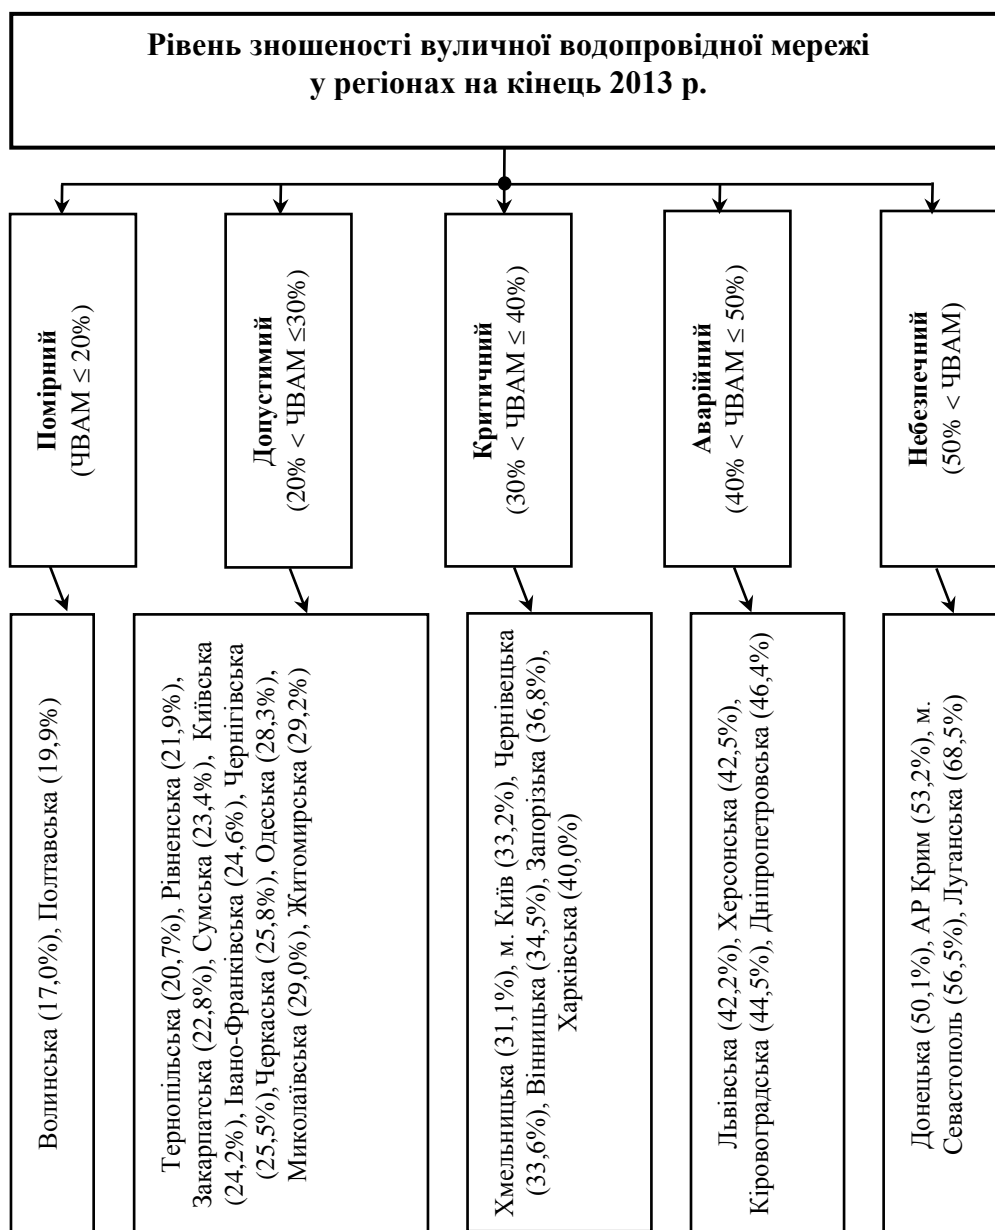 Рівень зношеності вуличної водопровідної мережі
у регіонах на кінець 2013 р.
Помірний
(ЧВАМ ≤ 20%)
Допустимий
(20% < ЧВАМ ≤30%)
Критичний
(30% < ЧВАМ ≤ 40%)
Аварійний
(40% < ЧВАМ ≤ 50%)
Небезпечний
(50% < ЧВАМ)
Волинська (17,0%), Полтавська (19,9%)
Тернопільська (20,7%), Рівненська (21,9%),
Закарпатська (22,8%), Сумська (23,4%), Київська
(24,2%), Івано-Франківська (24,6%), Чернігівська
(25,5%),Черкаська (25,8%), Одеська (28,3%),
Миколаївська (29,0%), Житомирська (29,2%)
Хмельницька (31,1%), м. Київ (33,2%), Чернівецька
(33,6%), Вінницька (34,5%), Запорізька (36,8%),
Харківська (40,0%)
Львівська (42,2%), Херсонська (42,5%),
Кіровоградська (44,5%), Дніпропетровська (46,4%)
Донецька (50,1%), АР Крим (53,2%), м.
Севастополь (56,5%), Луганська (68,5%)